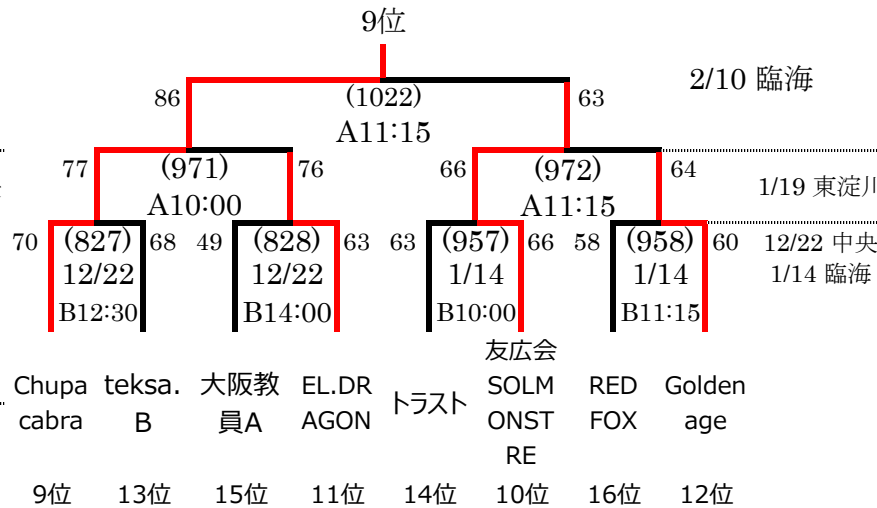 9位
2/10 臨海
86 (1022) 63
A11:15
77 (971) 76 66 (972) 64
A10:00 A11:15
1/19 東淀川
70 (827) 68 49 (828) 63 63 (957) 66 58 (958) 60 12/22 中央
12/22 12/22 1/14 1/14 1/14 臨海
B12:30 B14:00 B10:00 B11:15
Chupa
cabra
teksa.
B
大阪教
員A
EL.DR
AGON
トラスト
友広会
SOLM
ONST
RE
RED
FOX
Golden
age
9位 13位 15位 11位 14位 10位 16位 12位